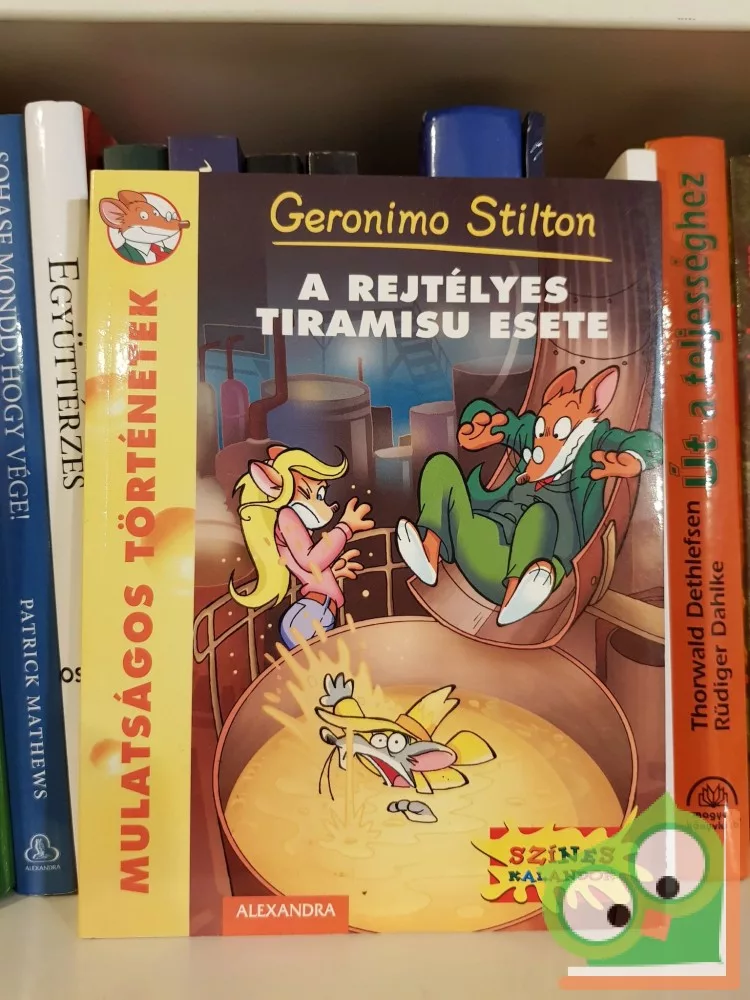 SOHASE MONDD, HOGY VÉGE!
PATRICK MATHEWS
ALEXANDRA
EGYÜTTÉRZÉS
MULATSÁGOS TÖRTÉNETEK
Geronimo Stilton
A REJTÉLYES
TIRAMISU ESETE
SZÍNES
KALANDOK
ALEXANDRA
Thorwald Dethlefsen
Rüdiger Dahlke
Út a teljességhez